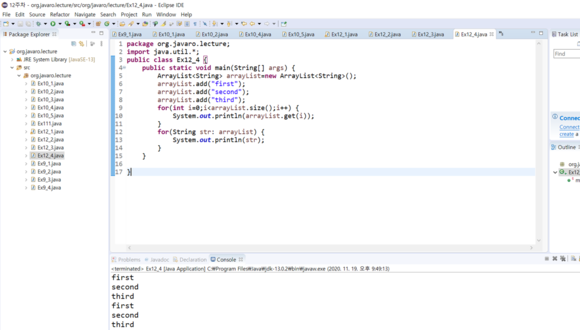 12주차 - org.javaro.lecture/src/org/javaro/lecture/Ex12_4.java - Eclipse IDE
File Edit Source Refactor Navigate Search Project Run Window Help
Package Explorer
12주차
JRE System Library [JavaSE-13]
src
org.javaro.lecture
Ex10_1.java
Ex10_2.java
Ex10_3.java
Ex10_4.java
Ex10_5.java
Ex111.java
Ex12_1.java
Ex12_2.java
Ex12_3.java
Ex12_4.java
Ex9_1.java
Ex9_2.java
Ex9_3.java
Ex9_4.java
Ex9_1.java Ex10_1.java Ex10_2.java Ex10_4.java Ex10_5.java Ex12_1.java Ex12_2.java Ex12_3.java Ex12_4.java
1 package org.javaro.lecture;
2 import java.util.*;
3 public class Ex12_4 {
4 public static void main(String[] args) {
5 ArrayList<String> arrayList=new ArrayList<String>();
6 arrayList.add("first");
7 arrayList.add("second");
8 arrayList.add("third");
9 for(int i=0;i<arrayList.size();i++) {
10 System.out.println(arrayList.get(i));
11 }
12 for(String str: arrayList) {
13 System.out.println(str);
14 }
15 }
16
17 }
Task List
Find
Connect
Connect
create a
Outline
org.j
Ex12
Problems Javadoc Declaration Console
<terminated> Ex12_4 [Java Application] C:\Program Files\Java\jdk-13.0.2\bin\javaw.exe (2020. 11. 19. 오후 9:49:13)
first
second
third
first
second
third